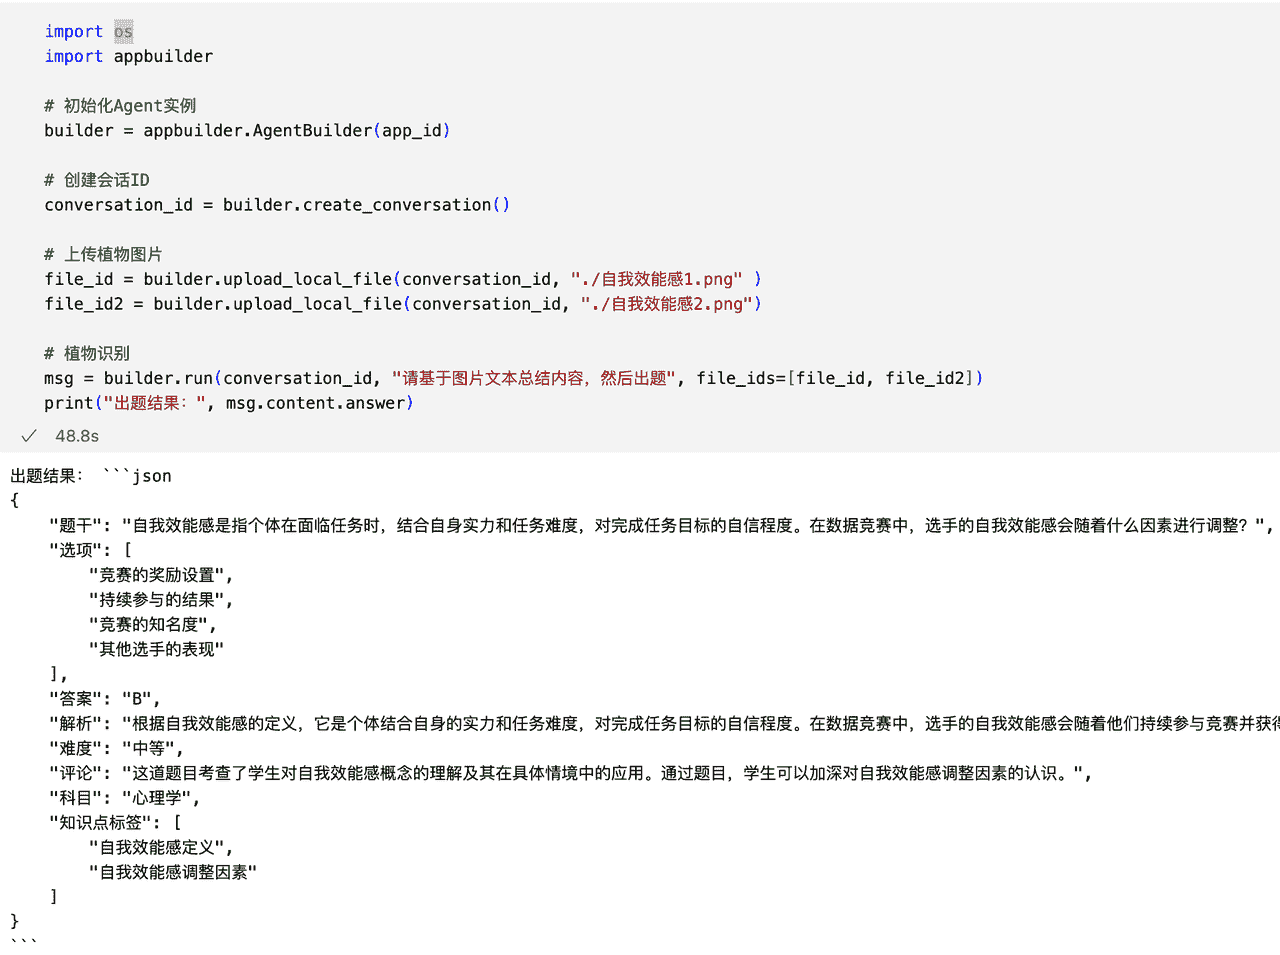 import os
import appbuilder
# 初始化Agent实例
builder = appbuilder.AgentBuilder(app_id)
# 创建会话ID
conversation_id = builder.create_conversation()
# 上传植物图片
file_id = builder.upload_local_file(conversation_id, "./自我效能感1.png" )
file_id2 = builder.upload_local_file(conversation_id, "./自我效能感2.png")
# 植物识别
msg = builder.run(conversation_id, "请基于图片文本总结内容，然后出题", file_ids=[file_id, file_id2])
print("出题结果：", msg.content.answer)
✓ 48.8s
出题结果： ```json
{
"题干": "自我效能感是指个体在面临任务时，结合自身实力和任务难度，对完成任务目标的自信程度。在数据竞赛中，选手的自我效能感会随着什么因素进行调整？",
"选项": [
"竞赛的奖励设置",
"持续参与的结果",
"竞赛的知名度",
"其他选手的表现"
],
"答案": "B",
"解析": "根据自我效能感的定义，它是个体结合自身的实力和任务难度，对完成任务目标的自信程度。在数据竞赛中，选手的自我效能感会随着他们持续参与竞赛并获得
"难度": "中等",
"评论": "这道题目考查了学生对自我效能感概念的理解及其在具体情境中的应用。通过题目，学生可以加深对自我效能感调整因素的认识。",
"科目": "心理学",
"知识点标签": [
"自我效能感定义",
"自我效能感调整因素"
]
}
```